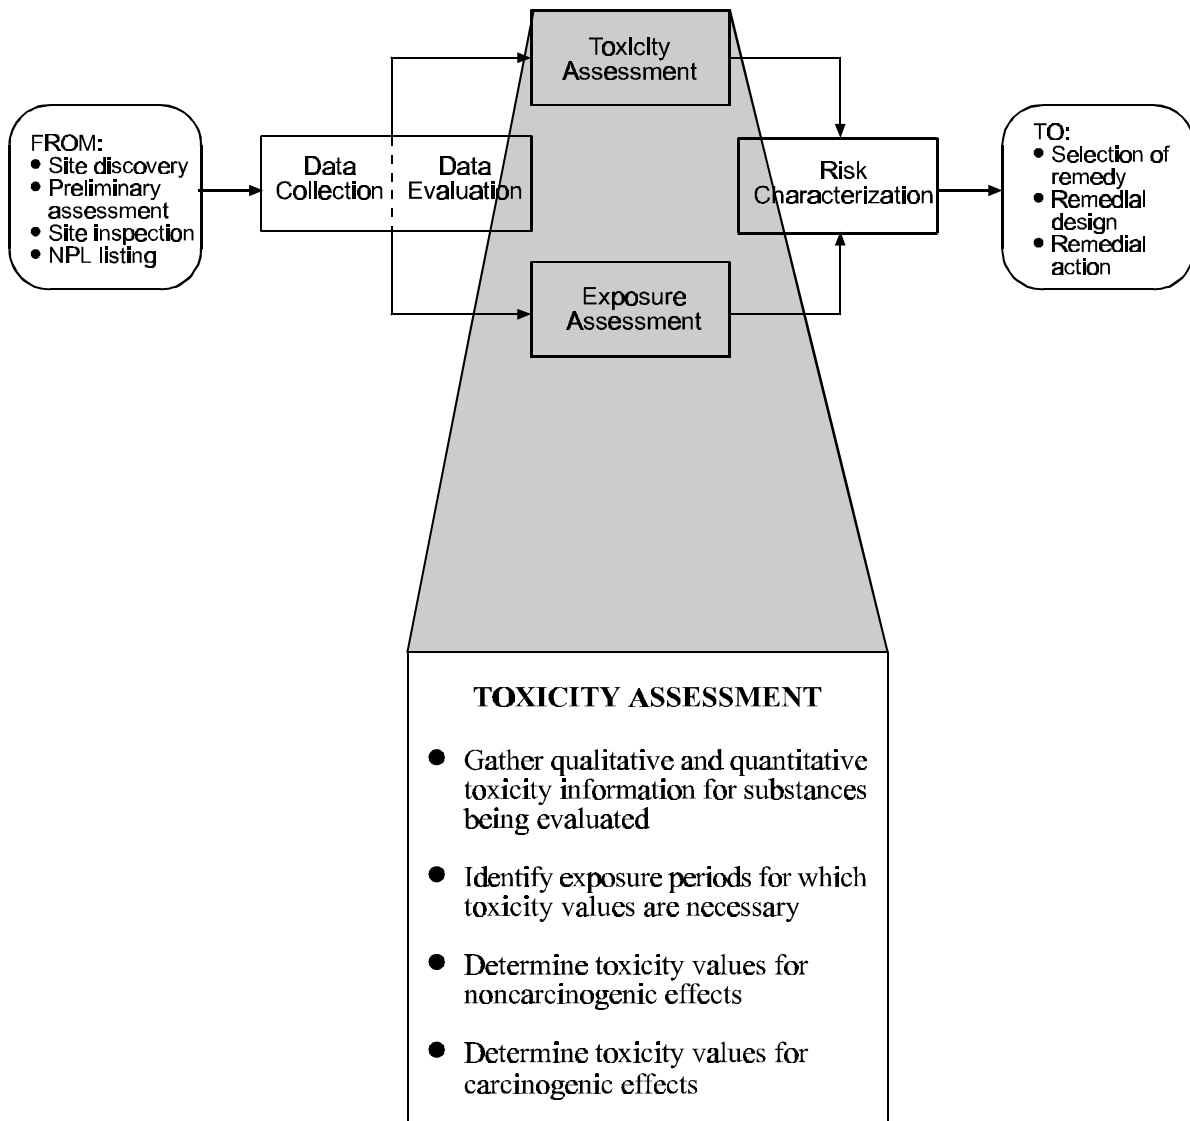 Toxicity
Assessment
FROM:
● Site discovery
● Preliminary
assessment
● Site inspection
● NPL listing
Data
Collection
Data
Evaluation
Risk
Characterization
TO:
● Selection of
remedy
● Remedial
design
● Remedial
action
Exposure
Assessment
TOXICITY ASSESSMENT
● Gather qualitative and quantitative
toxicity information for substances
being evaluated
● Identify exposure periods for which
toxicity values are necessary
● Determine toxicity values for
noncarcinogenic effects
● Determine toxicity values for
carcinogenic effects